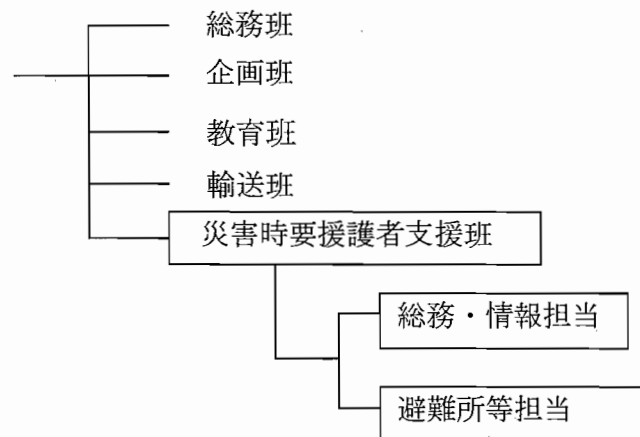 総務班
企画班
教育班
輸送班
災害時要援護者支援班
総務・情報担当
避難所等担当